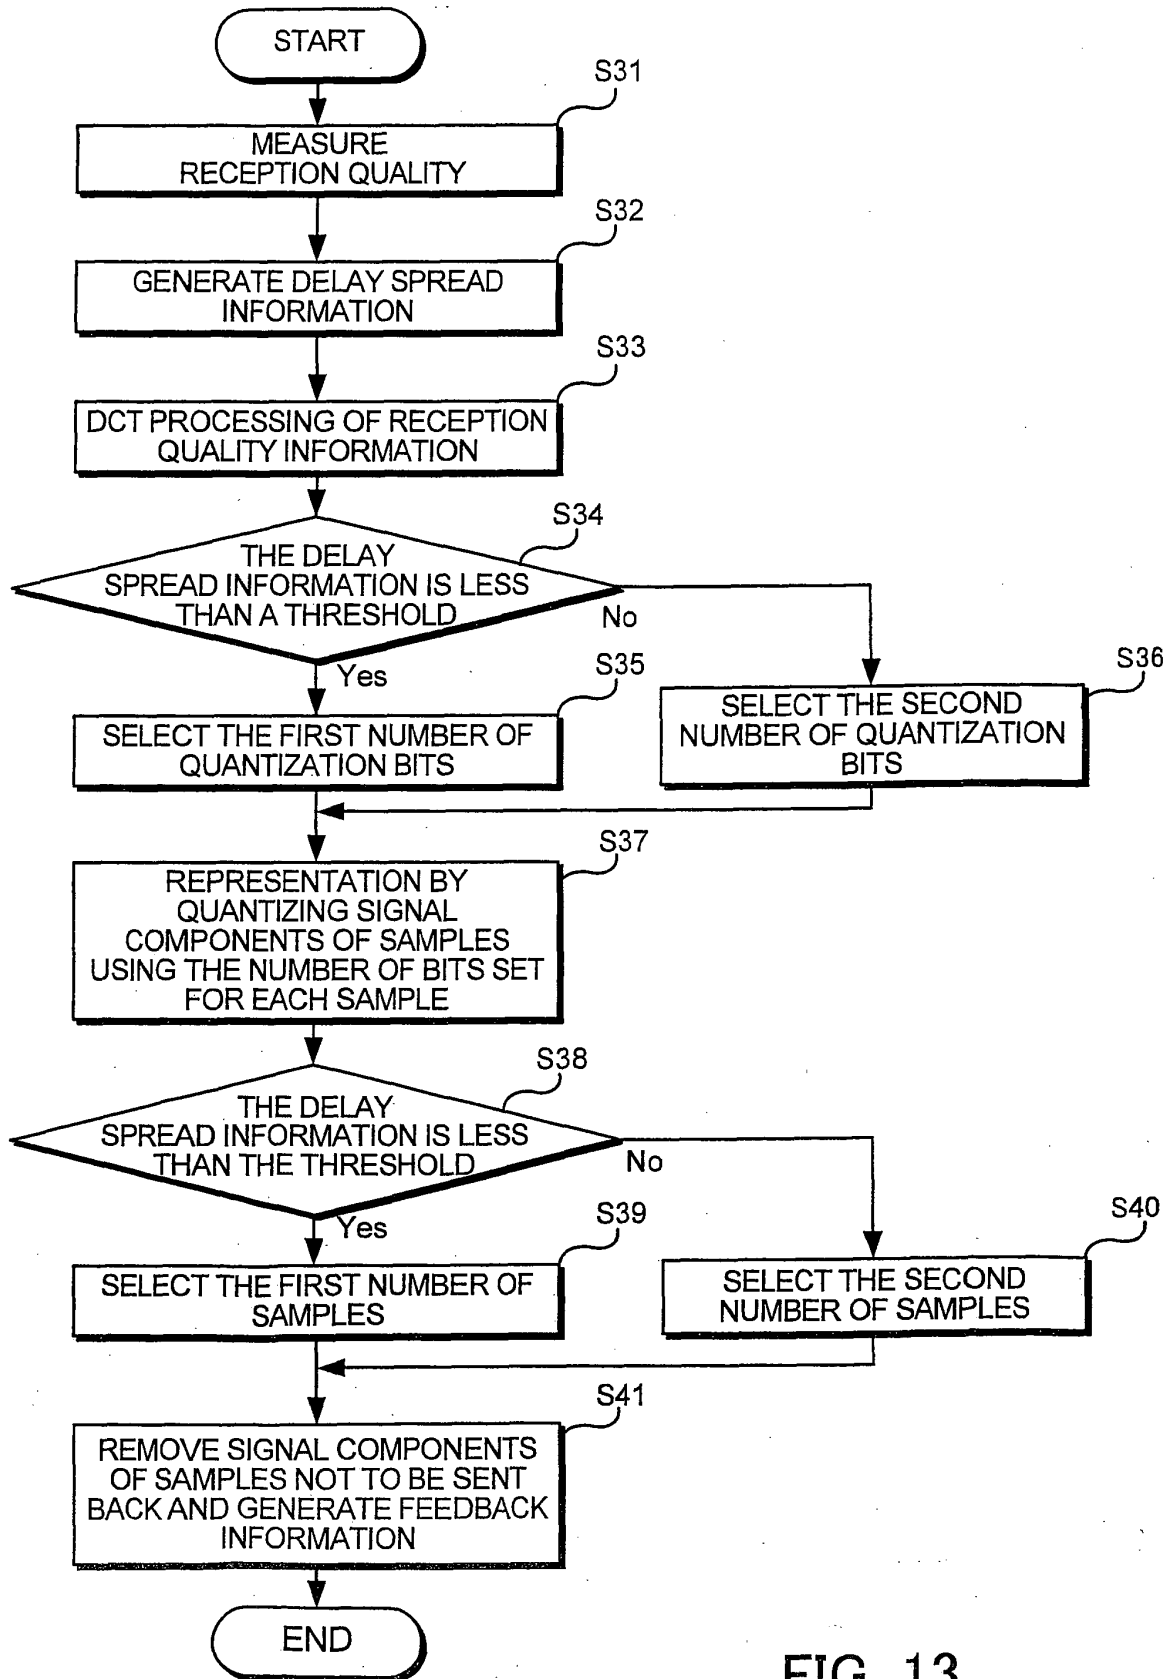 START
S31
MEASURE
RECEPTION QUALITY
S32
GENERATE DELAY SPREAD
INFORMATION
S33
DCT PROCESSING OF RECEPTION
QUALITY INFORMATION
S34
THE DELAY
SPREAD INFORMATION IS LESS
THAN A THRESHOLD
No
Yes
S35
SELECT THE FIRST NUMBER OF
QUANTIZATION BITS
S36
SELECT THE SECOND
NUMBER OF QUANTIZATION
BITS
S37
REPRESENTATION BY
QUANTIZING SIGNAL
COMPONENTS OF SAMPLES
USING THE NUMBER OF BITS SET
FOR EACH SAMPLE
S38
THE DELAY
SPREAD INFORMATION IS LESS
THAN THE THRESHOLD
No
Yes
S39
SELECT THE FIRST NUMBER OF
SAMPLES
S40
SELECT THE SECOND
NUMBER OF SAMPLES
S41
REMOVE SIGNAL COMPONENTS
OF SAMPLES NOT TO BE SENT
BACK AND GENERATE FEEDBACK
INFORMATION
END
FIG. 13